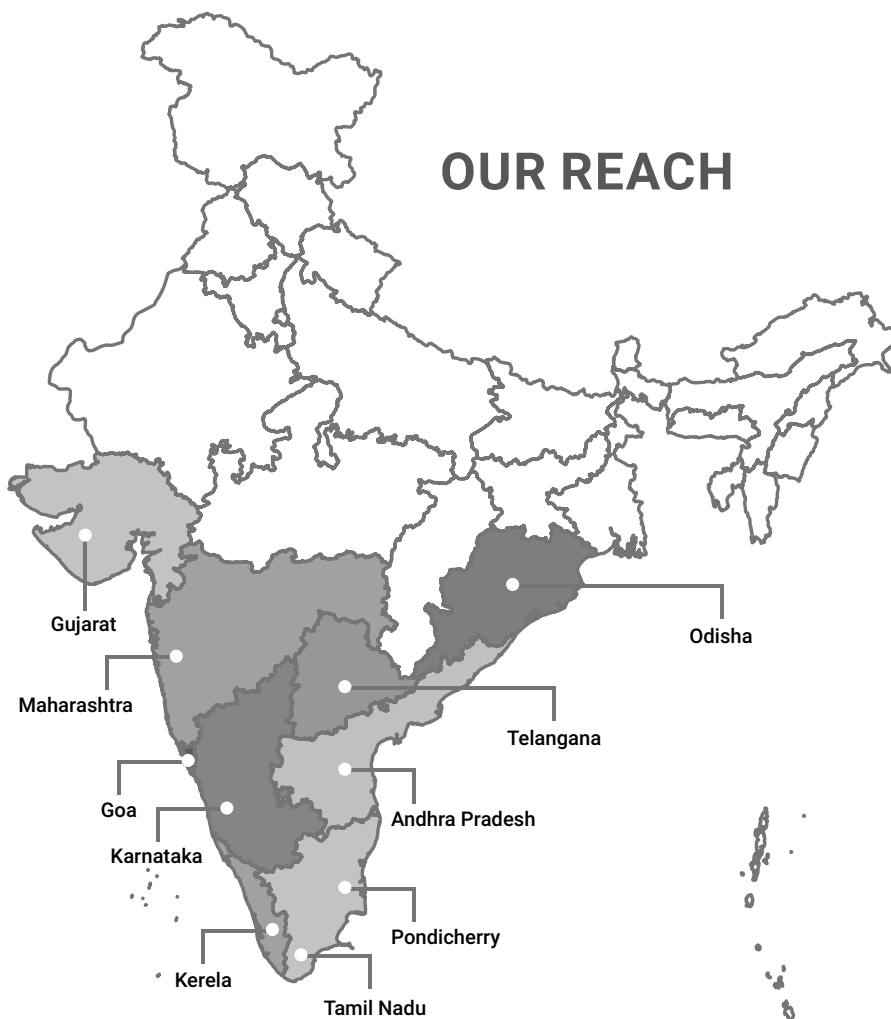 OUR REACH
Gujarat
Odisha
Maharashtra
Telangana
Goa
Andhra Pradesh
Karnataka
Pondicherry
Kerela
Tamil Nadu